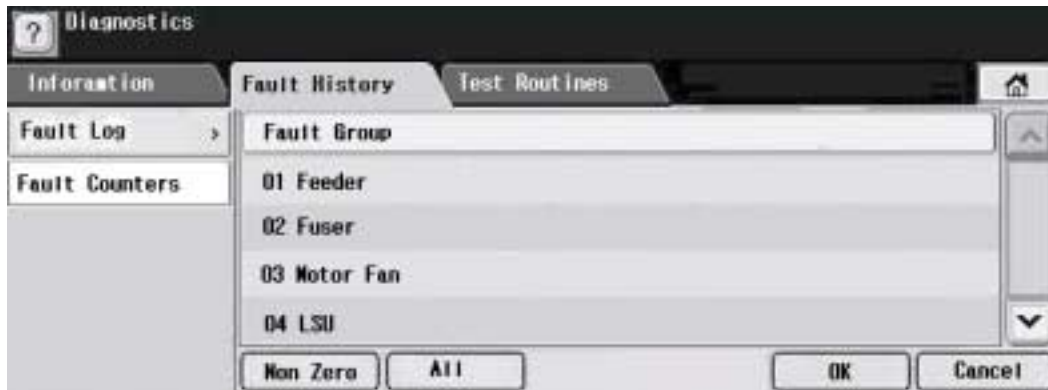 ? Diagnostics
Inforamtion Fault History Test Routines
Fault Log > Fault Group
Fault Counters 01 Feeder
02 Fuser
03 Motor Fan
04 LSU
Non Zero All OK Cancel